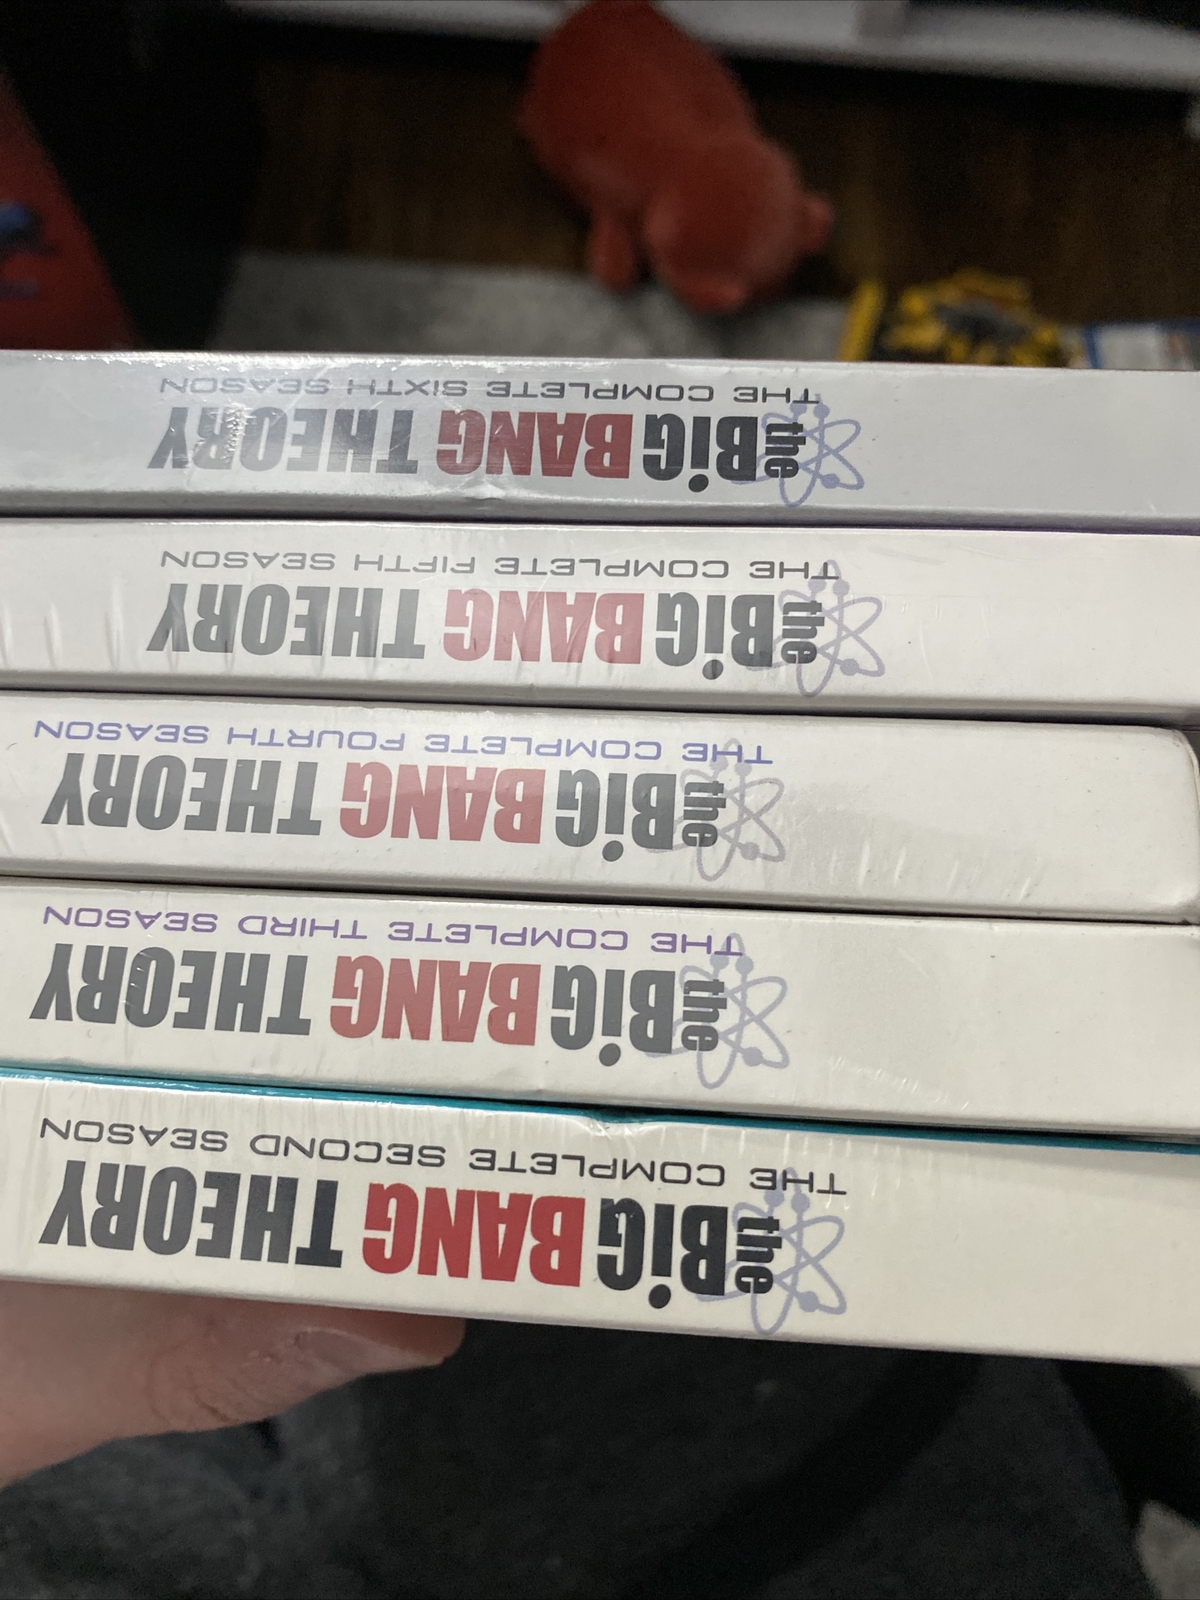 THE COMPLETE SIXTH SEASON
the BiG BANG THEORY
THE COMPLETE FIFTH SEASON
the BiG BANG THEORY
THE COMPLETE FOURTH SEASON
the BiG BANG THEORY
THE COMPLETE THIRD SEASON
the BiG BANG THEORY
THE COMPLETE SECOND SEASON
the BiG BANG THEORY